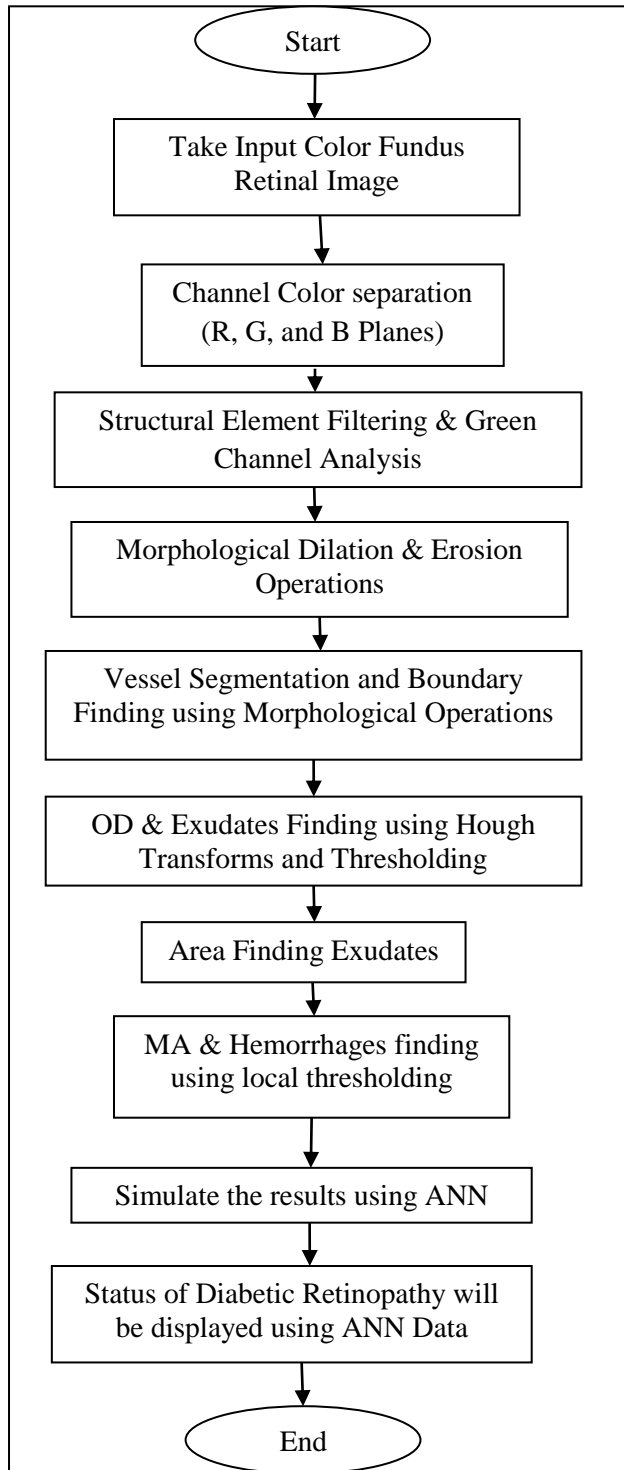 Start
Take Input Color Fundus
Retinal Image
Channel Color separation
(R, G, and B Planes)
Structural Element Filtering & Green
Channel Analysis
Morphological Dilation & Erosion
Operations
Vessel Segmentation and Boundary
Finding using Morphological Operations
OD & Exudates Finding using Hough
Transforms and Thresholding
Area Finding Exudates
MA & Hemorrhages finding
using local thresholding
Simulate the results using ANN
Status of Diabetic Retinopathy will
be displayed using ANN Data
End